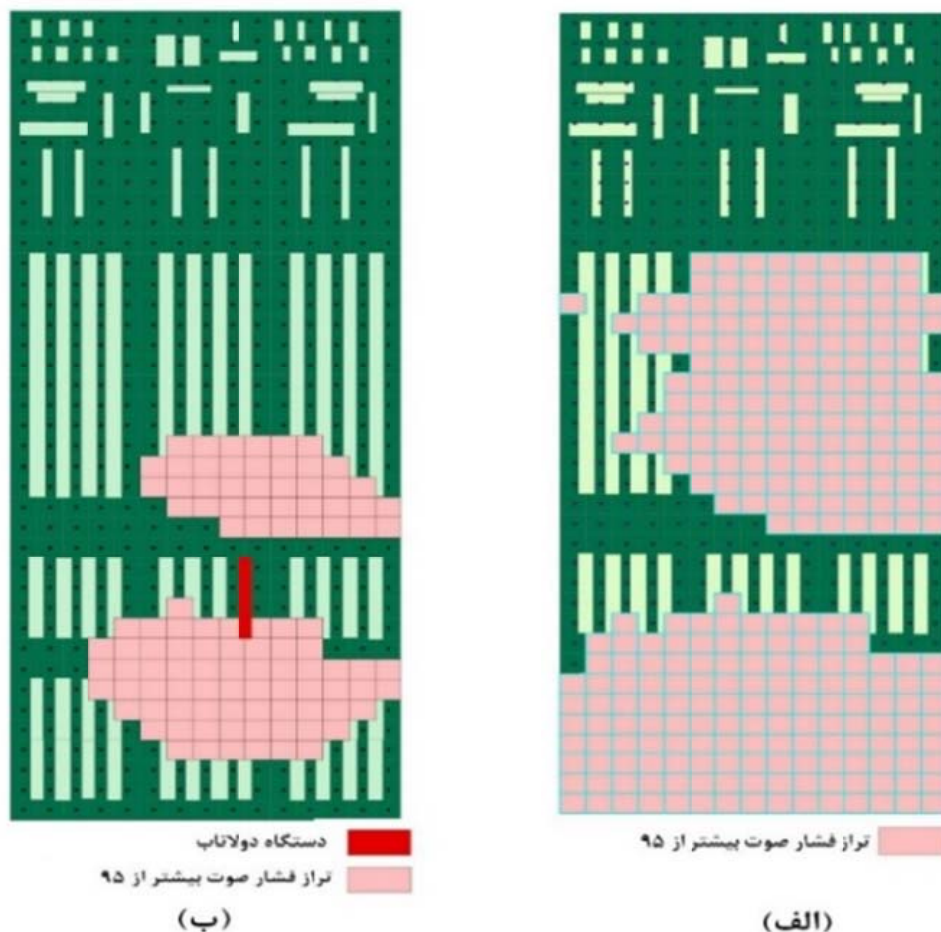 تراز فشار صوت بیشتر از ۹۵
(الف)
دستگاه دولاتاب
تراز فشار صوت بیشتر از ۹۵
(ب)